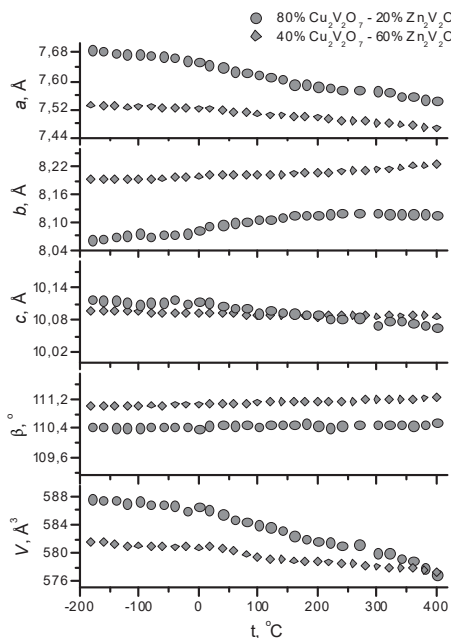 80% Cu₂V₂O₇ - 20% Zn₂V₂O
40% Cu₂V₂O₇ - 60% Zn₂V₂O
7,68
7,60
7,52
7,44
a, Å
8,22
8,16
8,10
8,04
b, Å
10,14
10,08
10,02
c, Å
111,2
110,4
109,6
β, °
588
584
580
576
V, Å³
-200 -100 0 100 200 300 400
t, °C